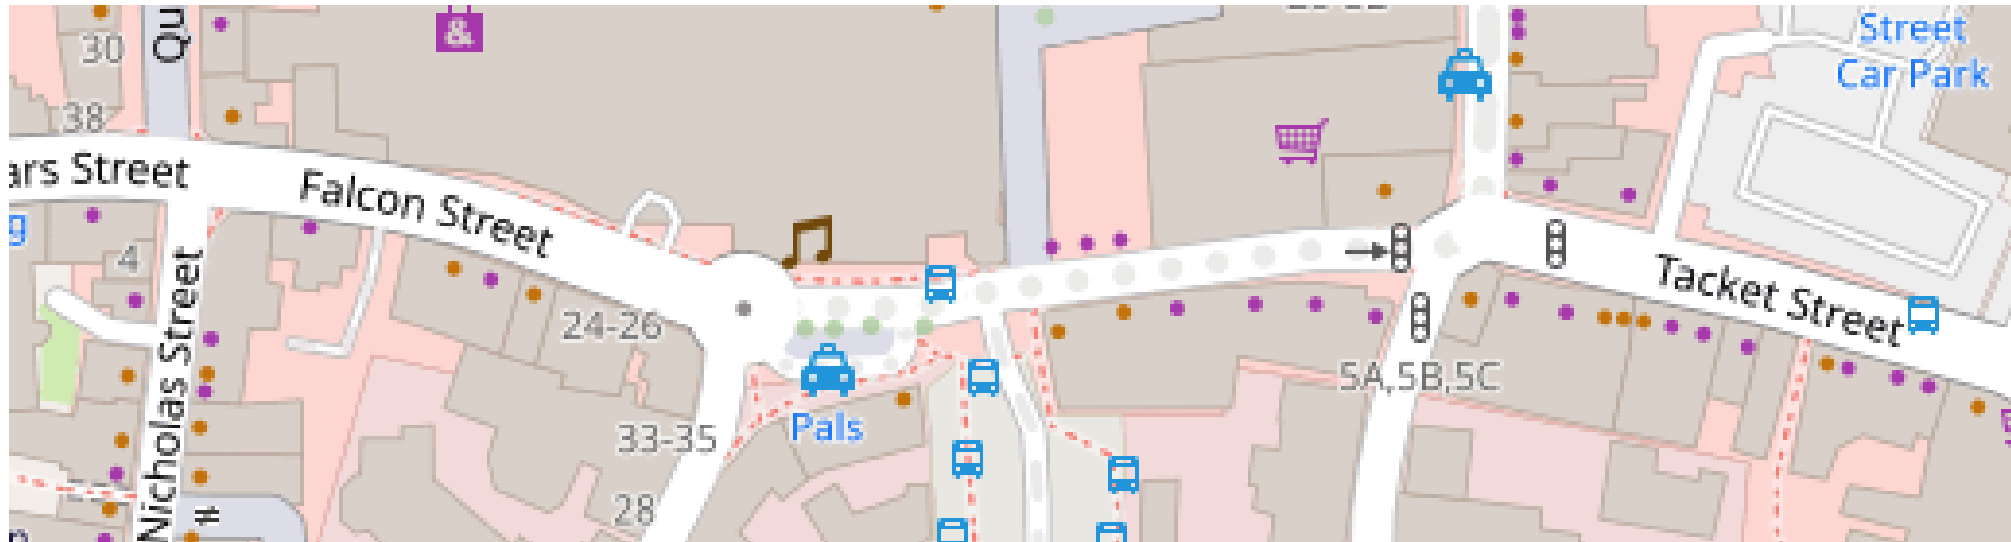 Qu
30
&
Street
Car Park
38
ars Street
Falcon Street
g
4
Nicholas Street
Tacket Street
24-26
5A,5B,5C
Pals
33-35
28